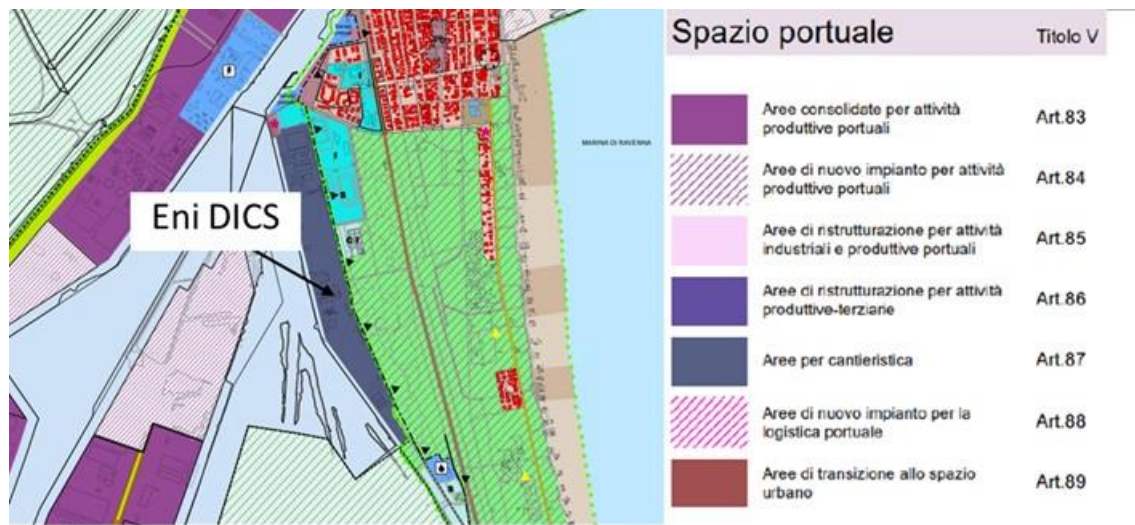 Eni DICS
MARINA DI RAVENNA
Spazio portuale
Titolo V
Aree consolidate per attività
produttive portuali
Art.83
Aree di nuovo impianto per attività
produttive portuali
Art.84
Aree di ristrutturazione per attività
industriali e produttive portuali
Art.85
Aree di ristrutturazione per attività
produttive-terziarie
Art.86
Aree per cantieristica
Art.87
Aree di nuovo impianto per la
logistica portuale
Art.88
Aree di transizione allo spazio
urbano
Art.89